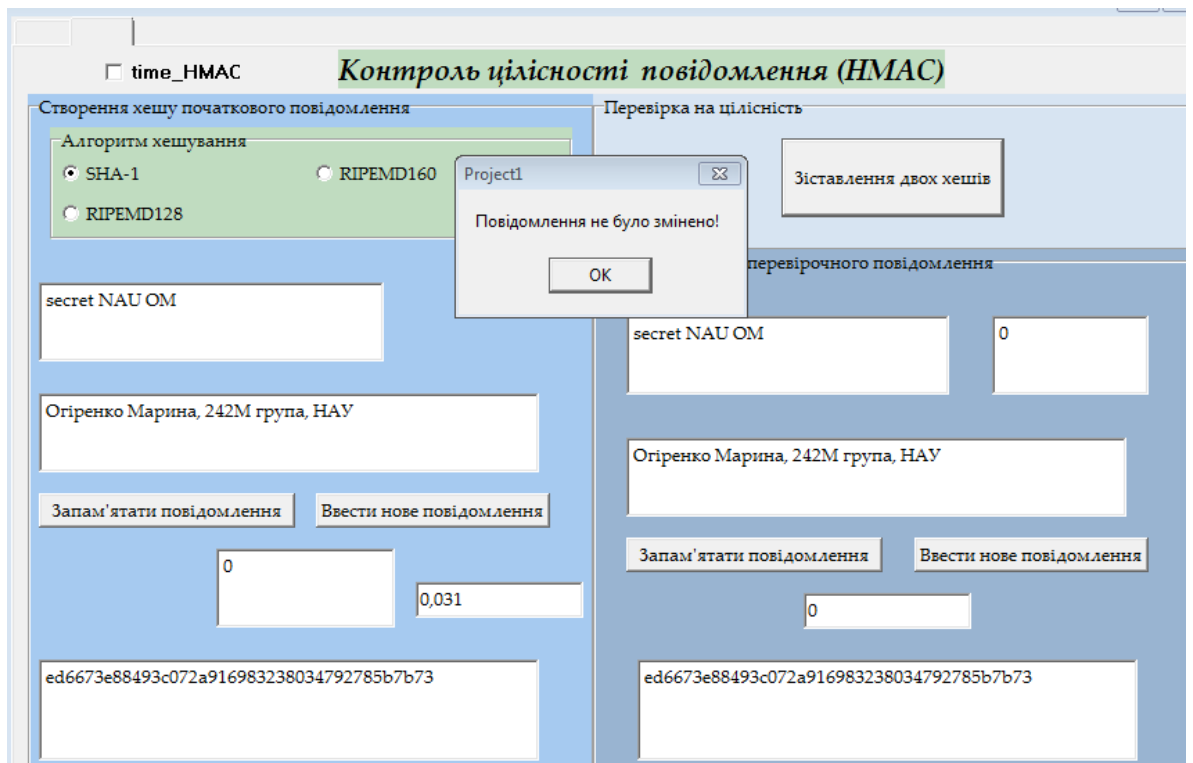 time_HMAC
Контроль цілісності повідомлення (HMAC)
Створення хешу початкового повідомлення
Алгоритм хешування
SHA-1
RIPEMD160
RIPEMD128
Project1
Повідомлення не було змінено!
OK
Перевірка на цілісність
Зіставлення двох хешів
secret NAU OM
Огіренко Марина, 242М група, НАУ
Запам'ятати повідомлення
Ввести нове повідомлення
0
0,031
ed6673e88493c072a916983238034792785b7b73
перевірочного повідомлення
secret NAU OM
0
Огіренко Марина, 242М група, НАУ
Запам'ятати повідомлення
Ввести нове повідомлення
0
ed6673e88493c072a916983238034792785b7b73